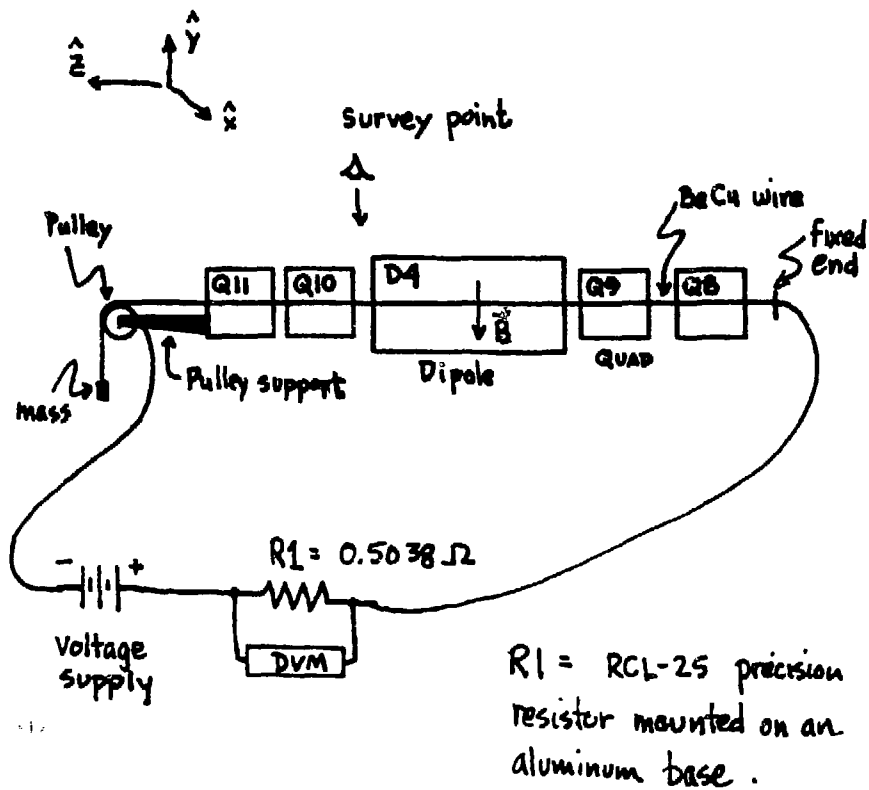 ŷ
ẑ
x̂
Survey point
BeCu wire
Pulley
fixed
end
Q11
Q10
D4
Q9
Q8
B
QUAD
Dipole
Pulley support
mass
R1 = 0.5038 Ω
- +
Voltage
supply
DVM
R1 = RCL-25 precision
resistor mounted on an
aluminum base.